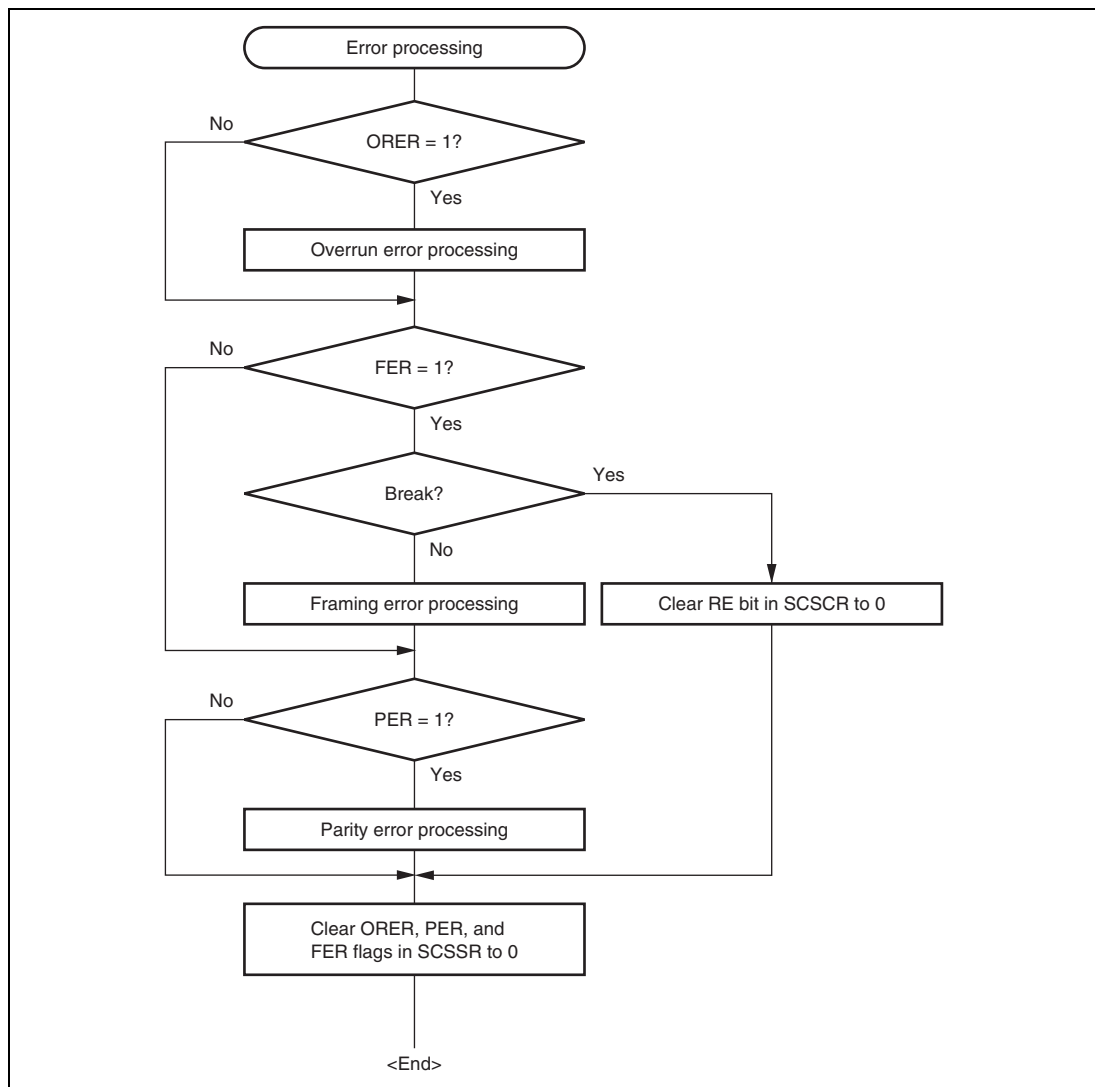 Error processing
No
ORER = 1?
Yes
Overrun error processing
No
FER = 1?
Yes
Break?
Yes
No
Framing error processing
Clear RE bit in SCSCR to 0
No
PER = 1?
Yes
Parity error processing
Clear ORER, PER, and
FER flags in SCSSR to 0
<End>